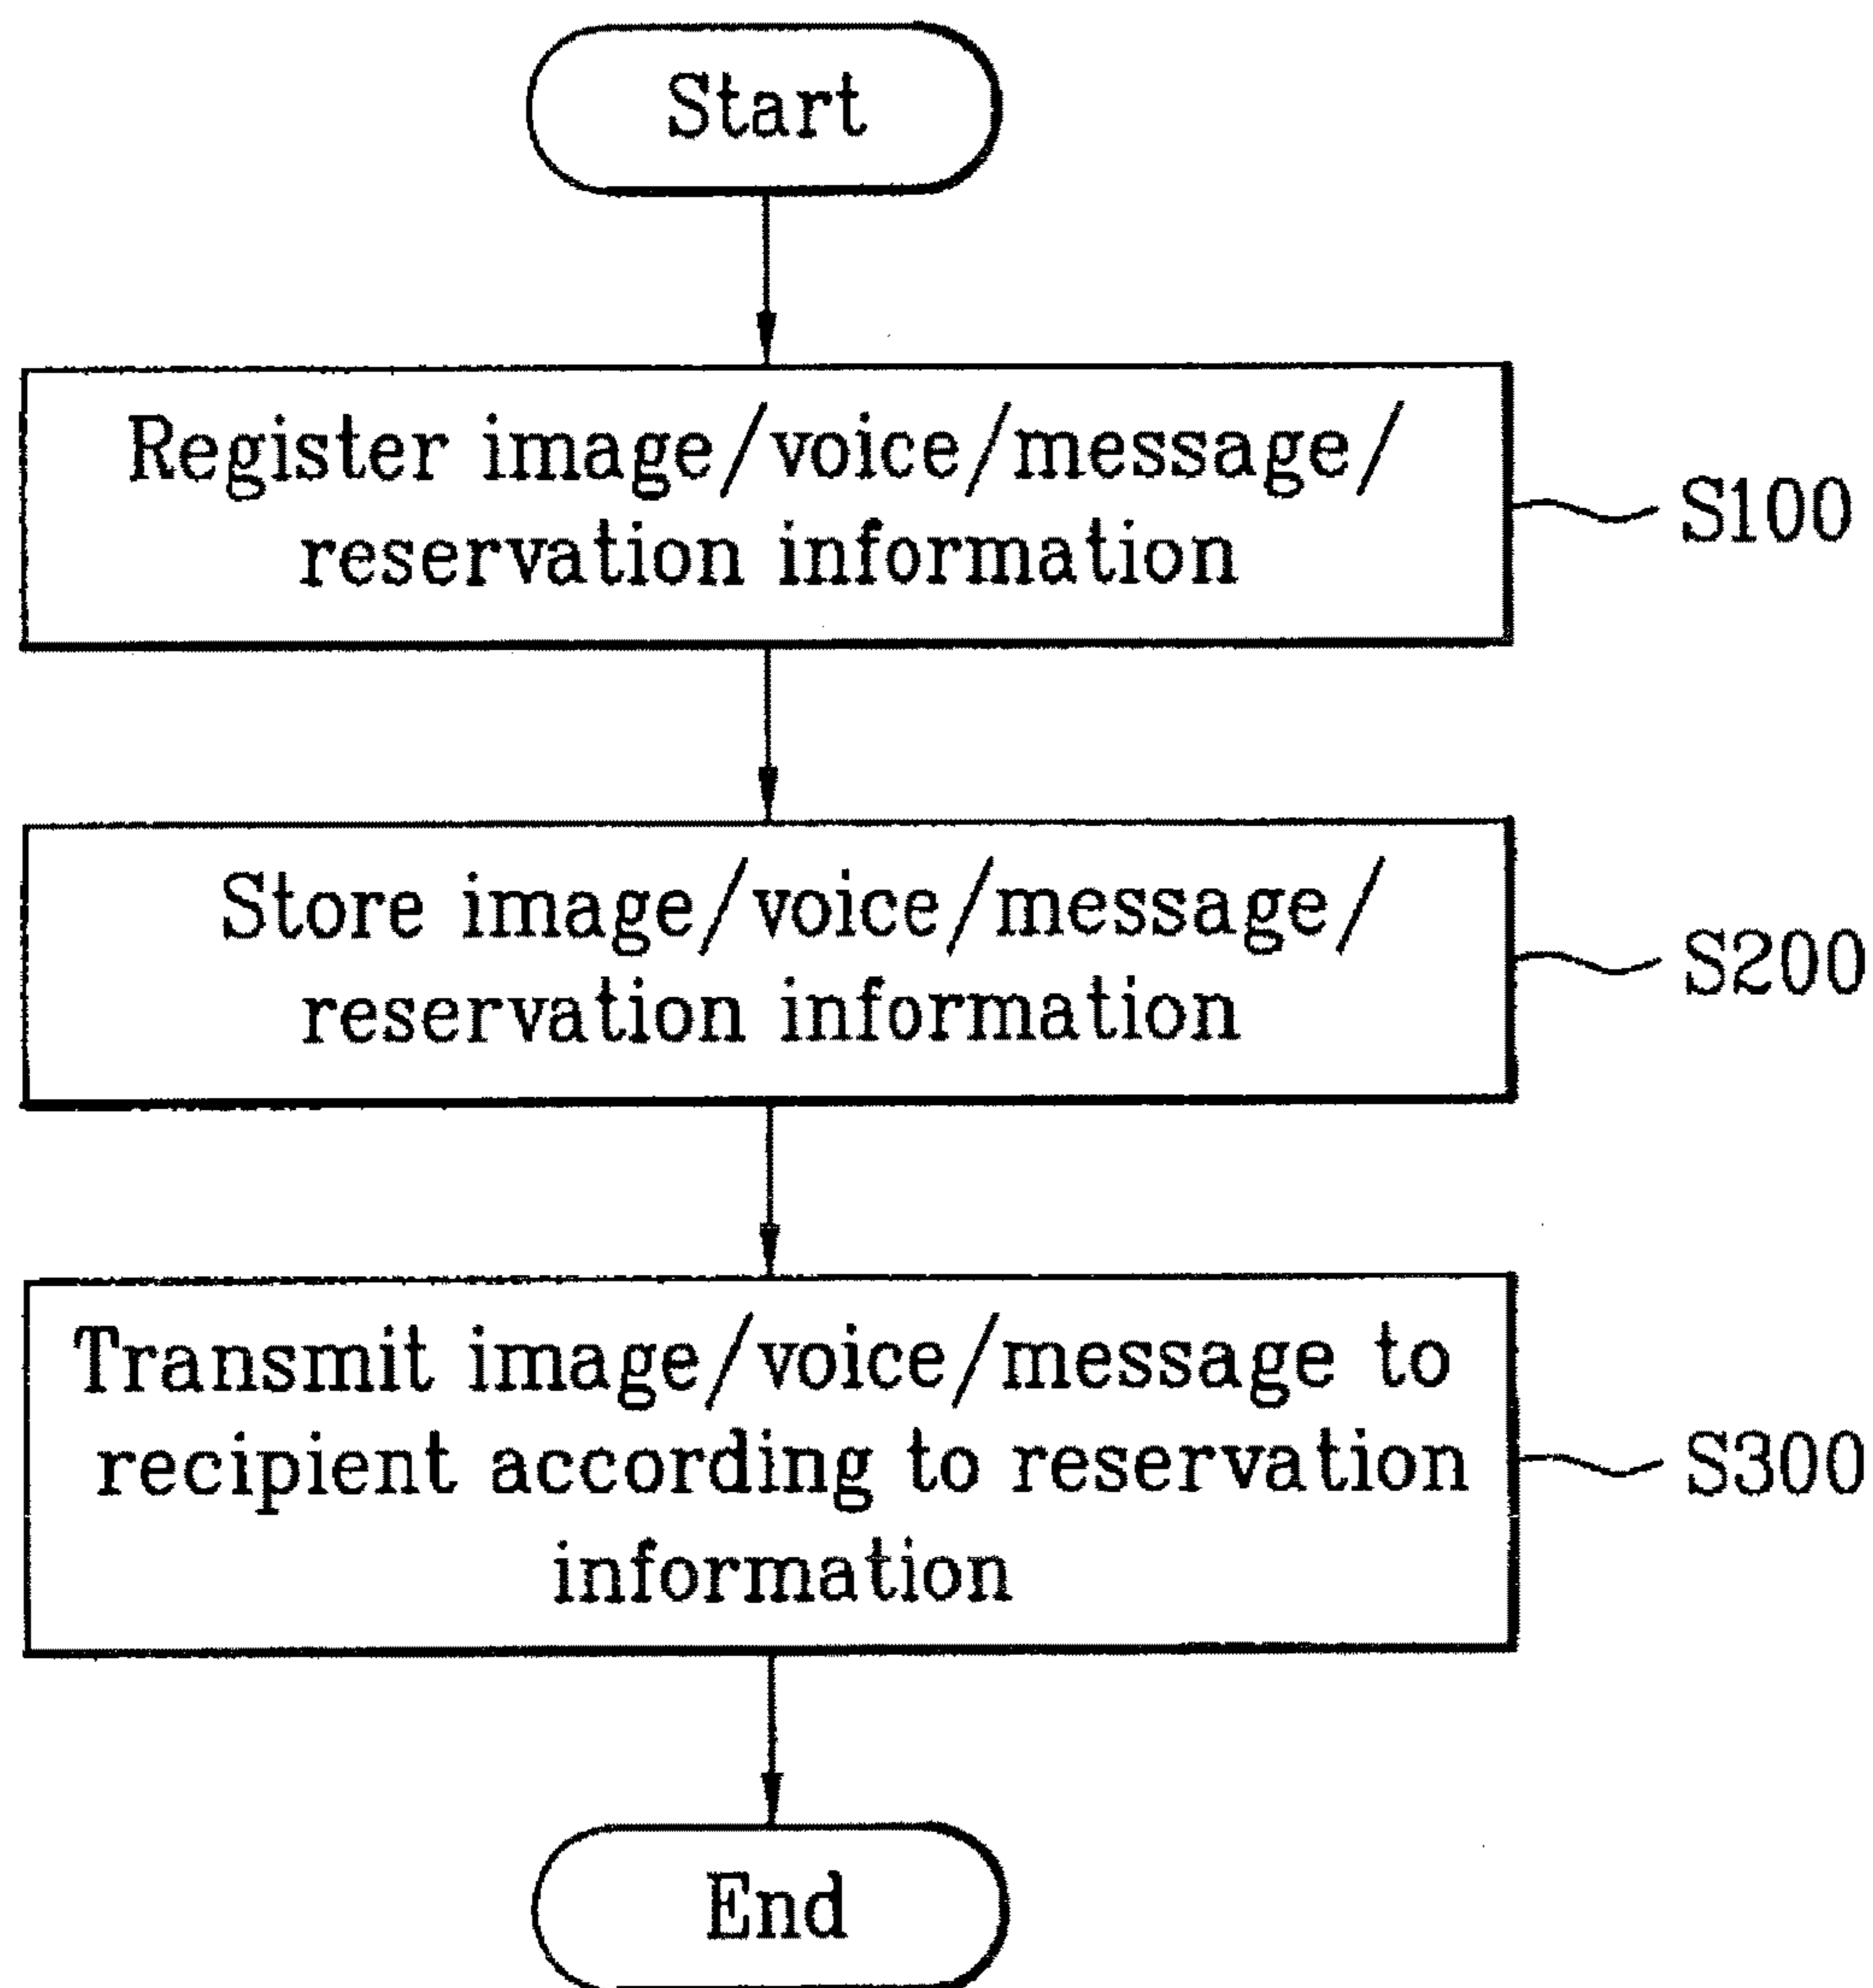 Start
Register image/voice/message/
reservation information
S100
Store image/voice/message/
reservation information
S200
Transmit image/voice/message to
recipient according to reservation
information
S300
End